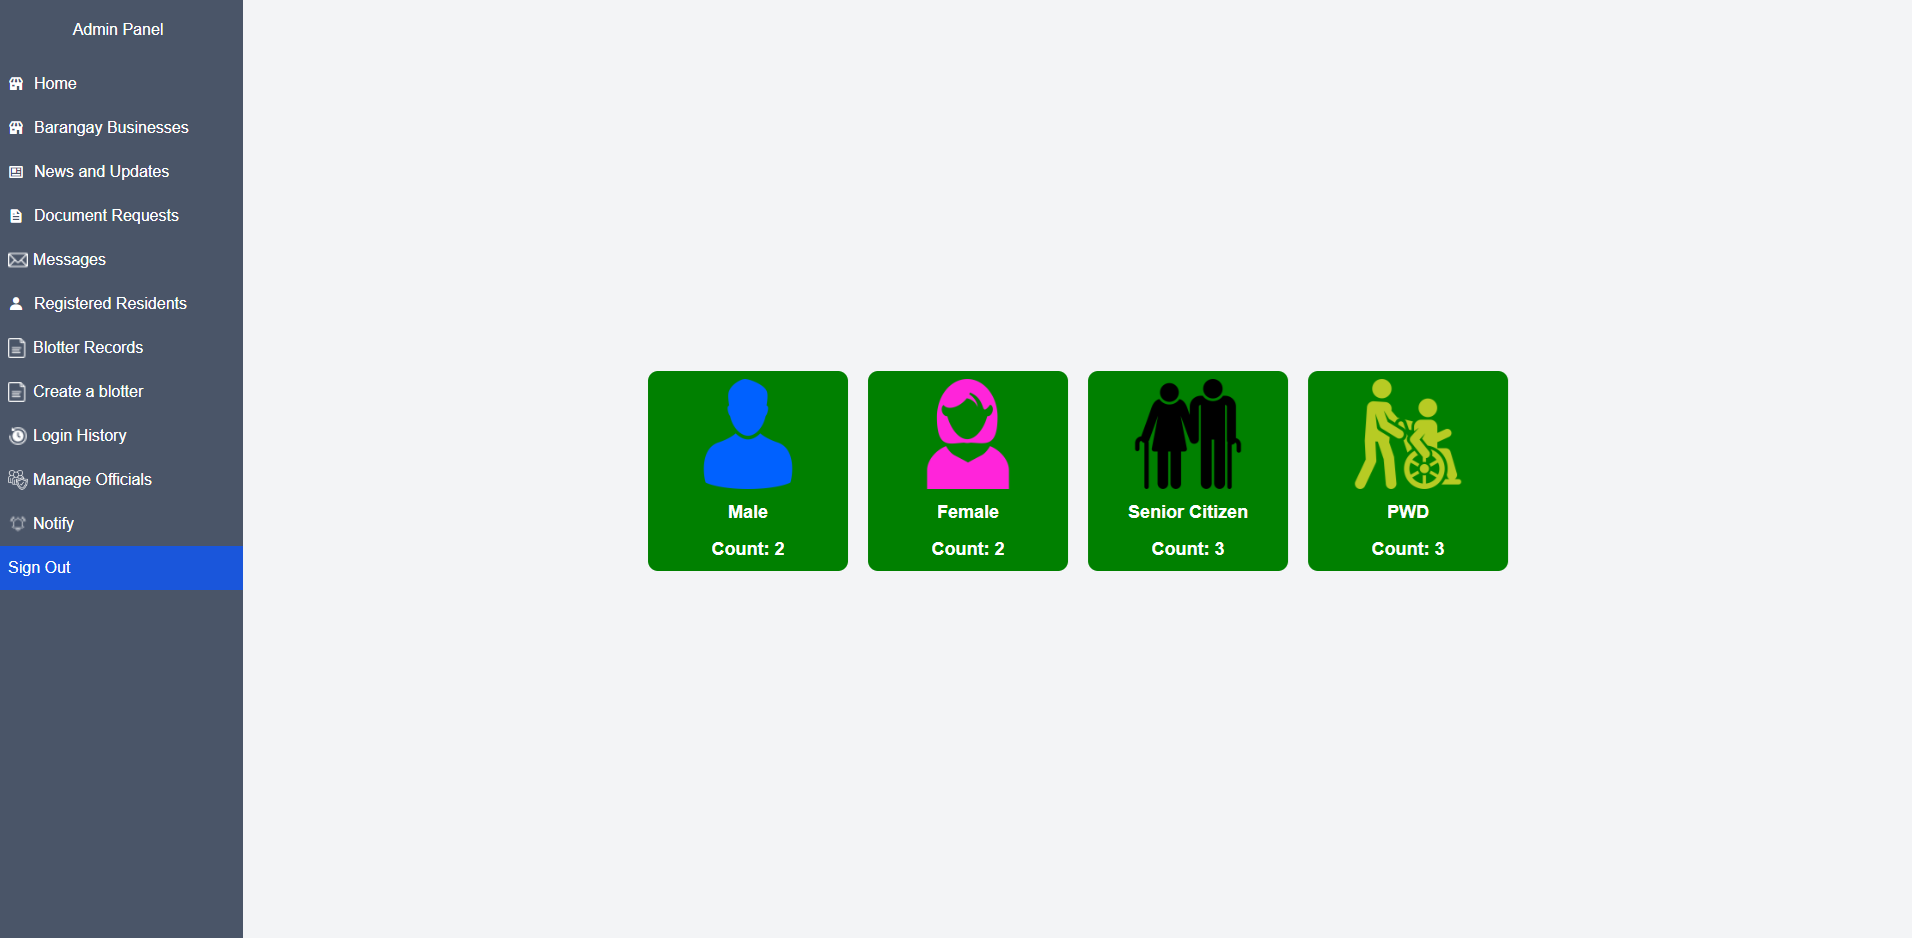 Admin Panel
Home
Barangay Businesses
News and Updates
Document Requests
Messages
Registered Residents
Blotter Records
Create a blotter
Login History
Manage Officials
Notify
Sign Out
Male
Count: 2
Female
Count: 2
Senior Citizen
Count: 3
PWD
Count: 3